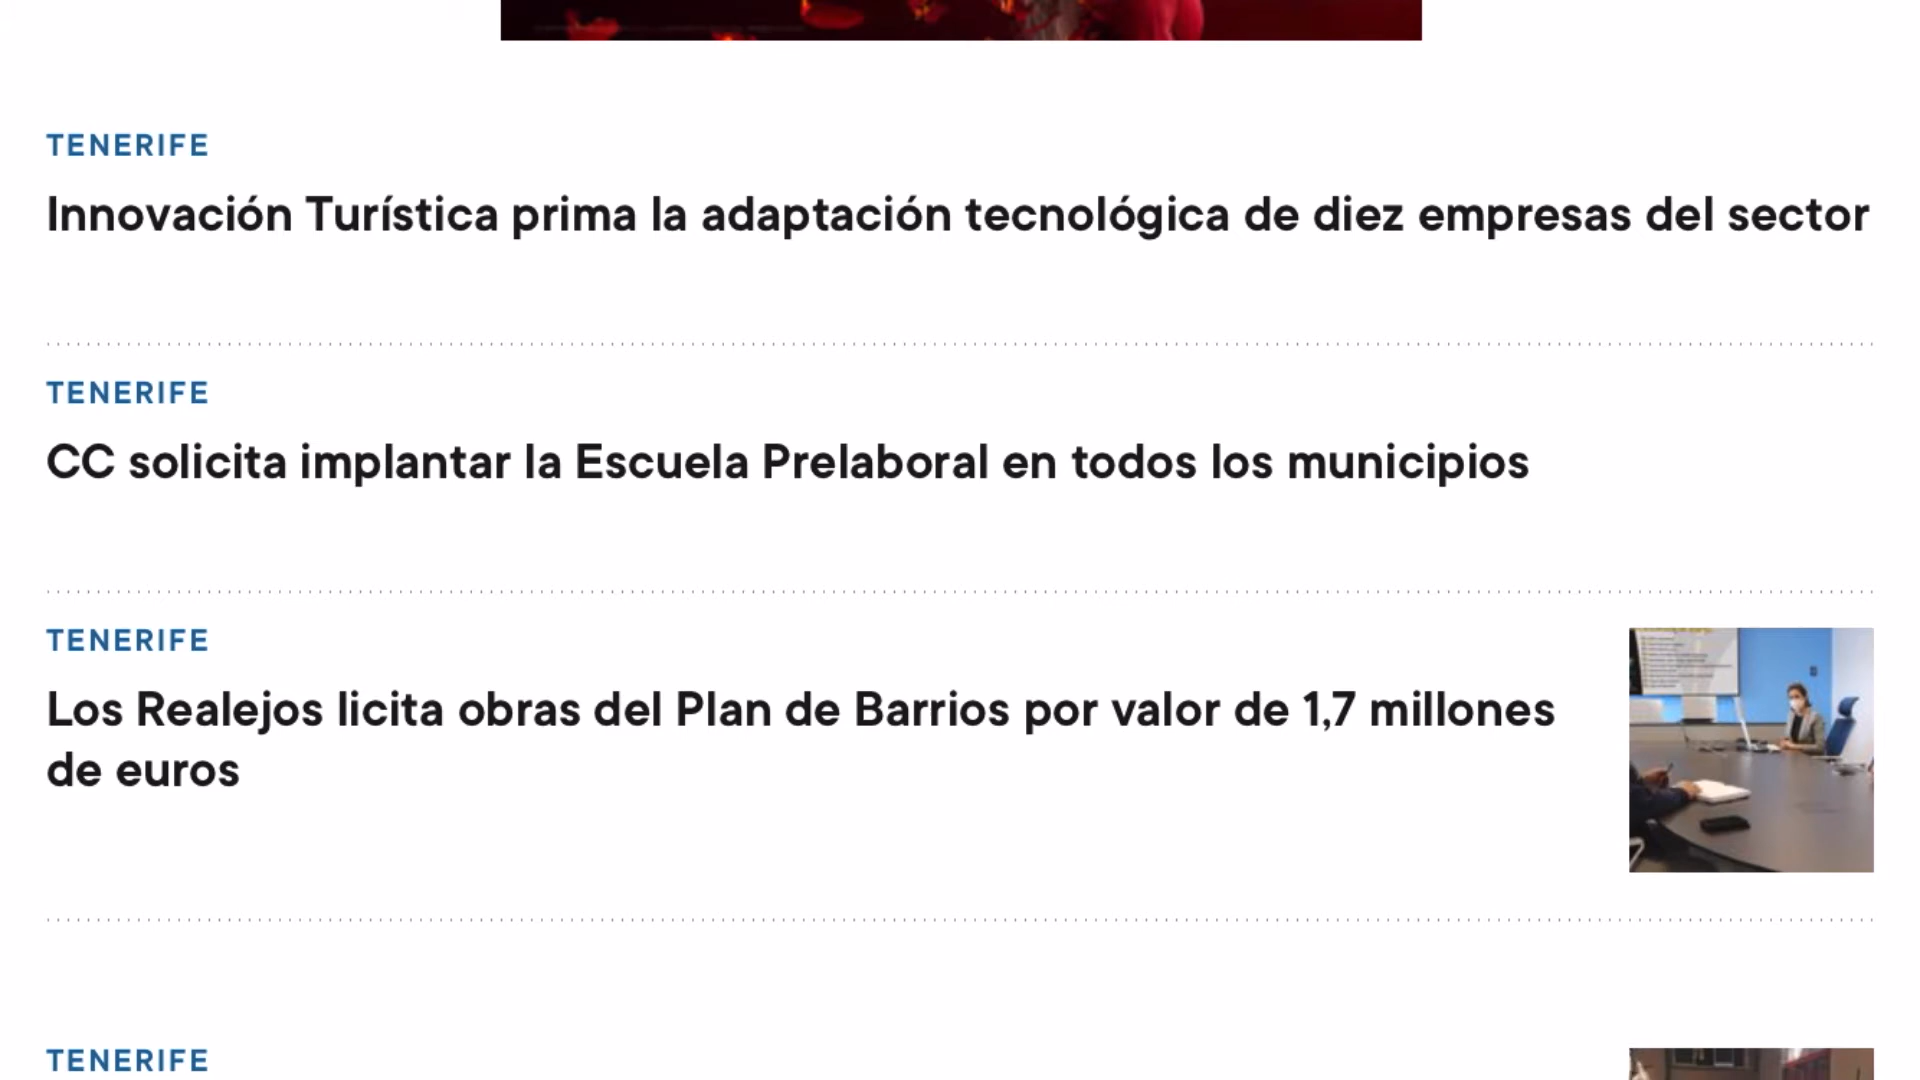 TENERIFE
Innovación Turística prima la adaptación tecnológica de diez empresas del sector
TENERIFE
CC solicita implantar la Escuela Prelaboral en todos los municipios
TENERIFE
Los Realejos licita obras del Plan de Barrios por valor de 1,7 millones
de euros
TENERIFE